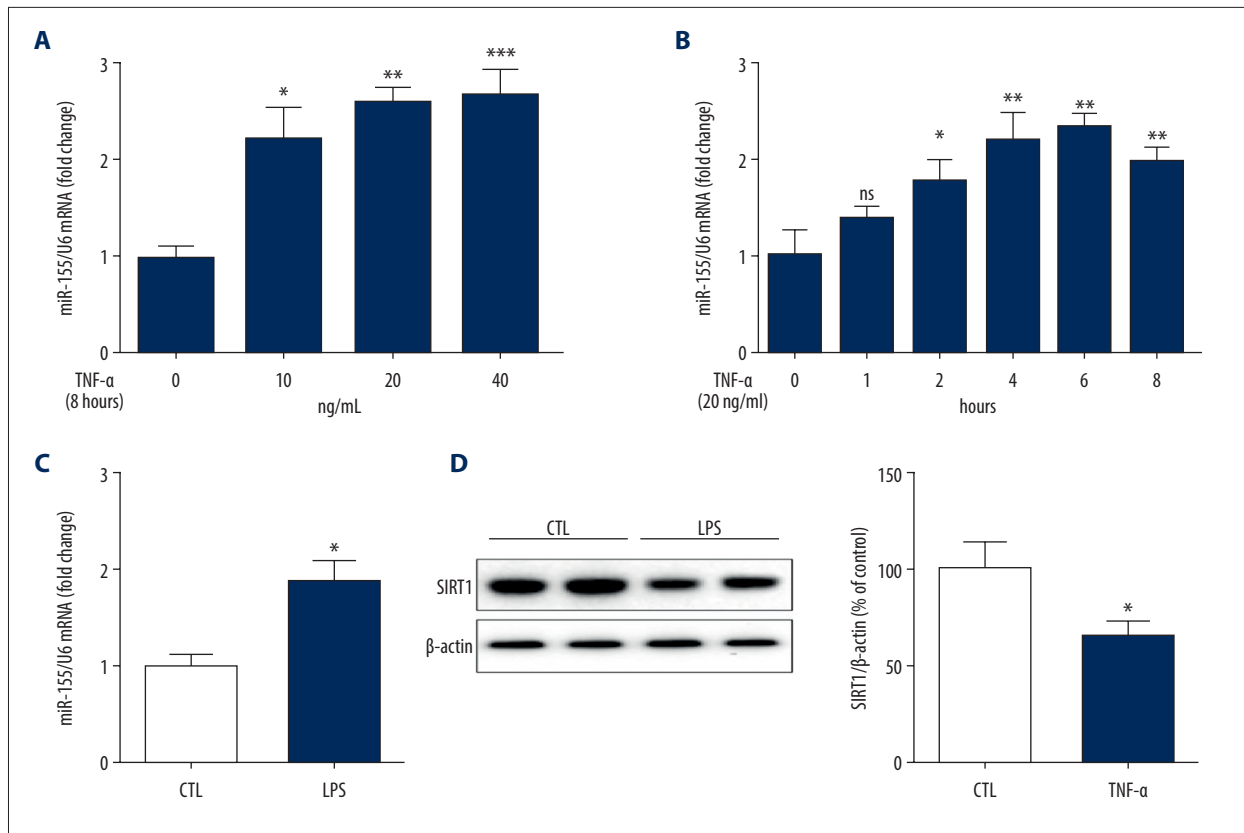 A
miR-155/U6 mRNA (fold change)
3
2
1
0
*
**
***
TNF-α
(8 hours)
0
10
20
40
ng/mL
B
miR-155/U6 mRNA (fold change)
3
2
1
0
ns
*
**
**
**
TNF-α
(20 ng/ml)
0
1
2
4
6
8
hours
C
miR-155/U6 mRNA (fold change)
3
2
1
0
*
CTL
LPS
D
CTL
LPS
SIRT1
β-actin
SIRT1/β-actin (% of control)
150
100
50
0
*
CTL
TNF-α